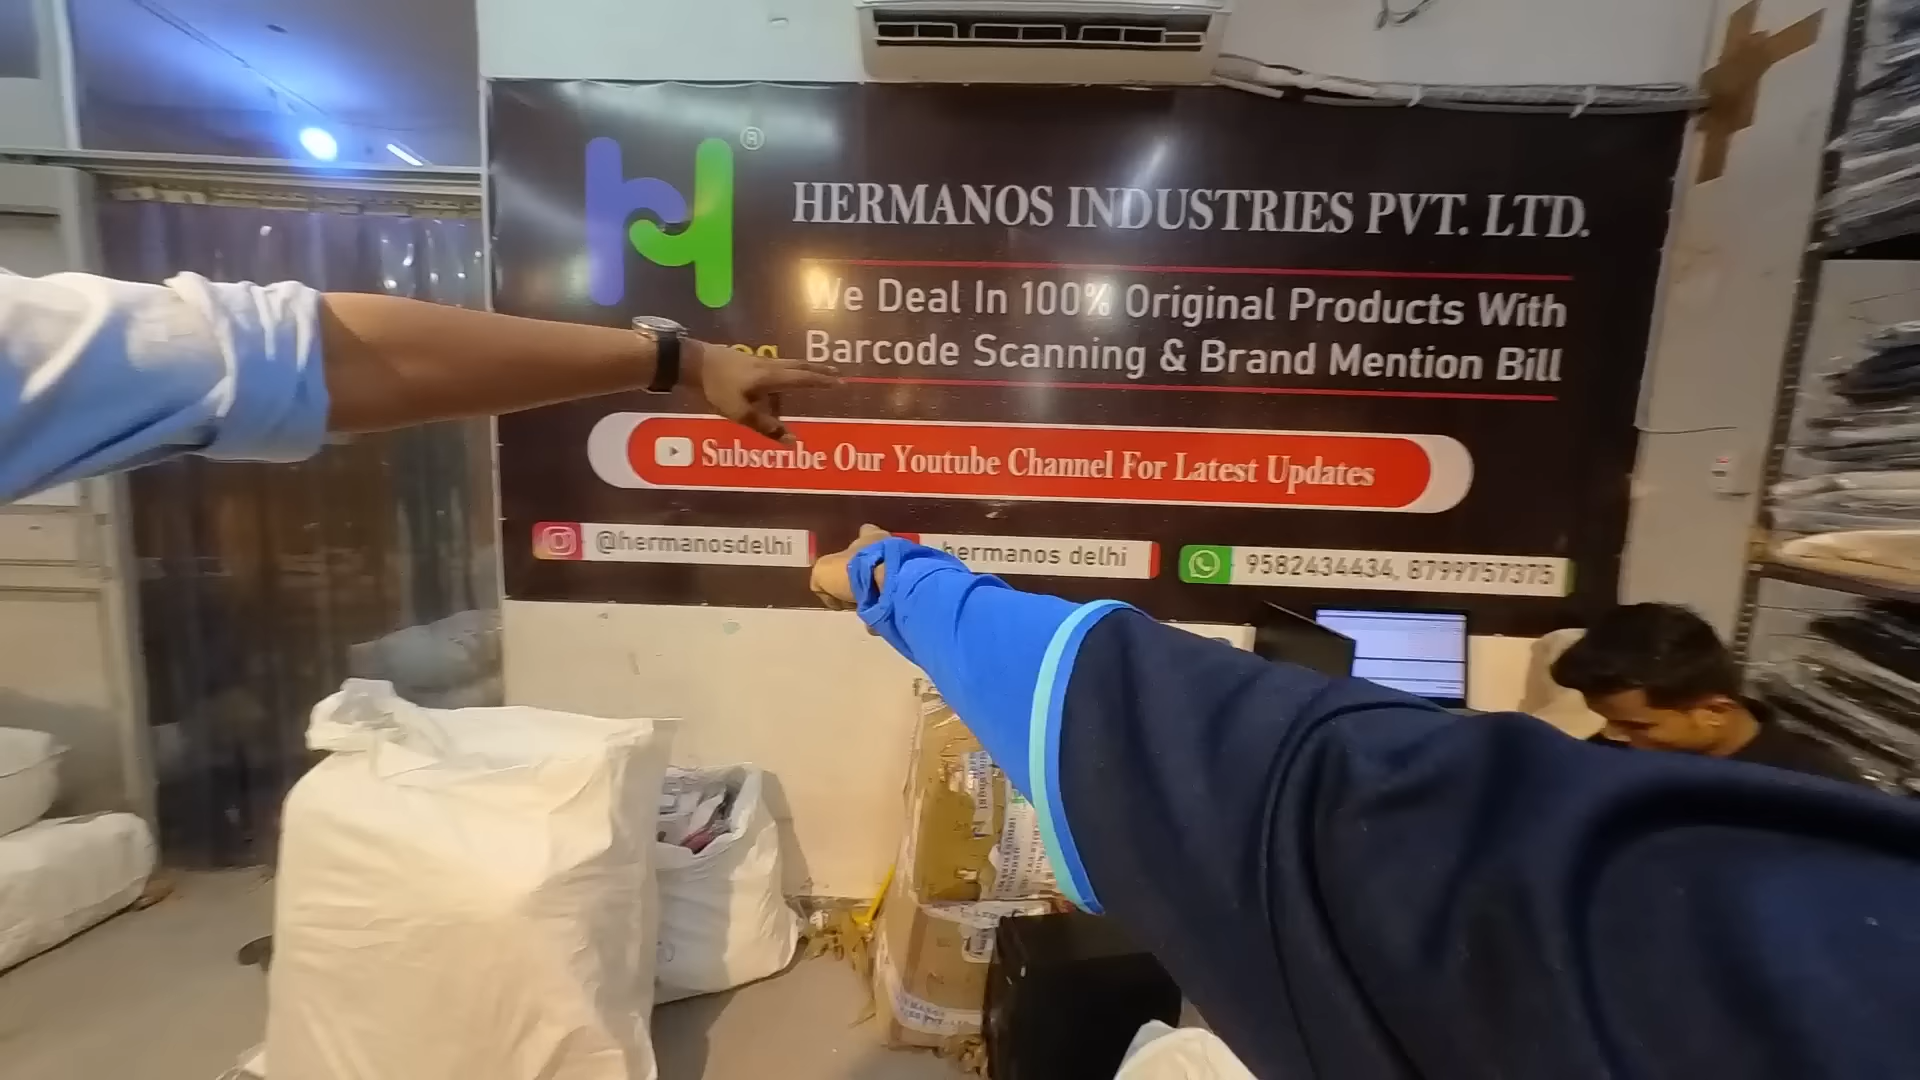 ®
HERMANOS INDUSTRIES PVT. LTD.
We Deal In 100% Original Products With
Barcode Scanning & Brand Mention Bill
Subscribe Our Youtube Channel For Latest Updates
@hermanosdelhi
hermanos delhi
9582434434, 8799757375